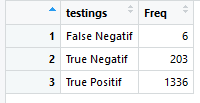 testings Freq
1 False Negatif 6
2 True Negatif 203
3 True Positif 1336